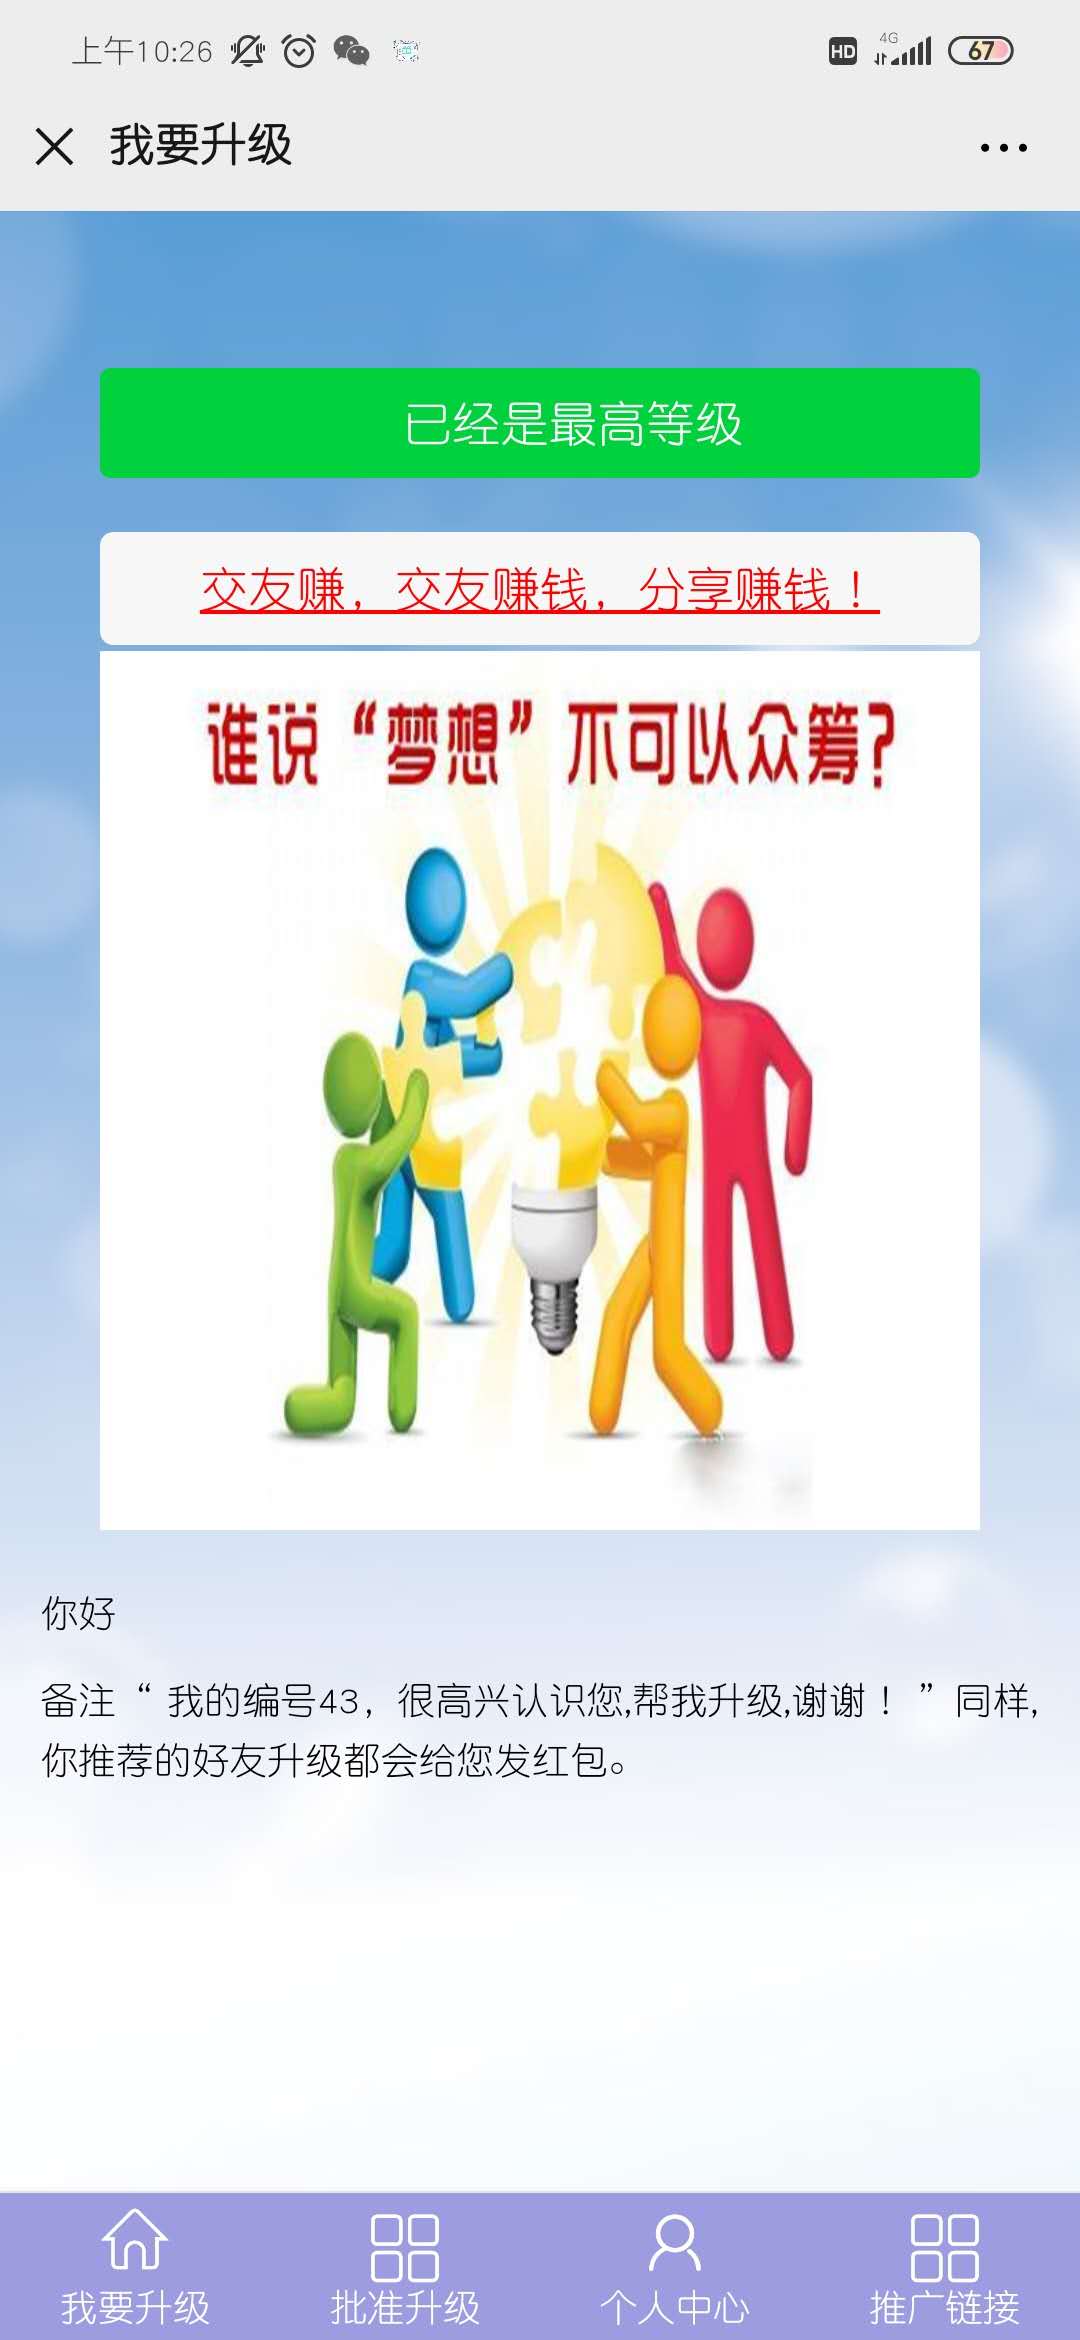 上午10:26
HD 4G 67
我要升级
已经是最高等级
交友赚，交友赚钱，分享赚钱！
谁说“梦想”不可以众筹?
你好
备注“ 我的编号43，很高兴认识您,帮我升级,谢谢！ ”同样,
你推荐的好友升级都会给您发红包。
我要升级 批准升级 个人中心 推广链接